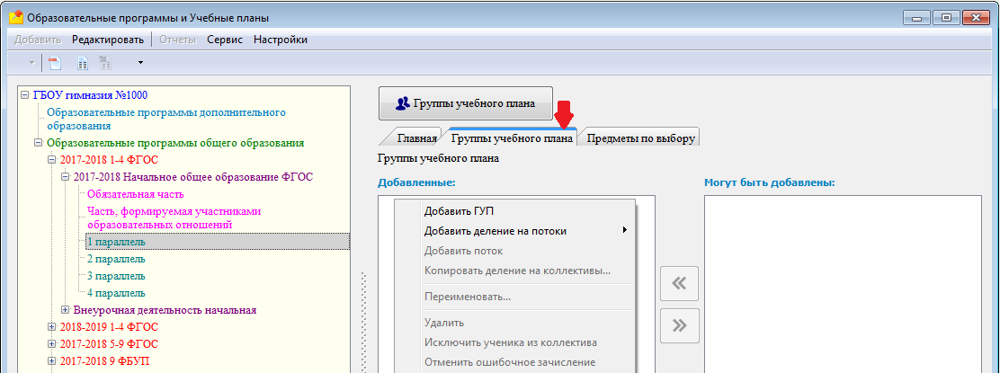 Образовательные программы и Учебные планы
Добавить Редактировать Отчеты Сервис Настройки
ГБОУ гимназия №1000
Образовательные программы дополнительного
образования
Образовательные программы общего образования
2017-2018 1-4 ФГОС
2017-2018 Начальное общее образование ФГОС
Обязательная часть
Часть, формируемая участниками
образовательных отношений
1 параллель
2 параллель
3 параллель
4 параллель
Внеурочная деятельность начальная
2018-2019 1-4 ФГОС
2017-2018 5-9 ФГОС
2017-2018 9 ФБУП
Группы учебного плана
Главная Группы учебного плана Предметы по выбору
Группы учебного плана
Добавленные:
Могут быть добавлены:
Добавить ГУП
Добавить деление на потоки
Добавить поток
Копировать деление на коллективы...
Переименовать...
Удалить
Исключить ученика из коллектива
Отменить ошибочное зачисление